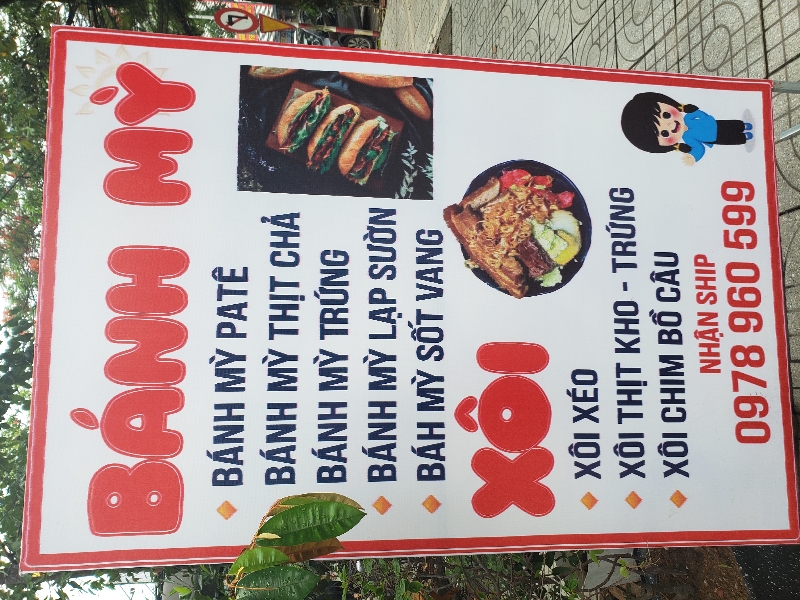 BÁNH MỲ
BÁNH MỲ PATÊ
BÁNH MỲ THỊT CHẢ
BÁNH MỲ TRỨNG
BÁNH MỲ LẠP SƯỜN
BÁH MỲ SỐT VANG
XÔI
XÔI XÉO
XÔI THỊT KHO - TRỨNG
XÔI CHIM BỒ CÂU
NHẬN SHIP
0978 960 599